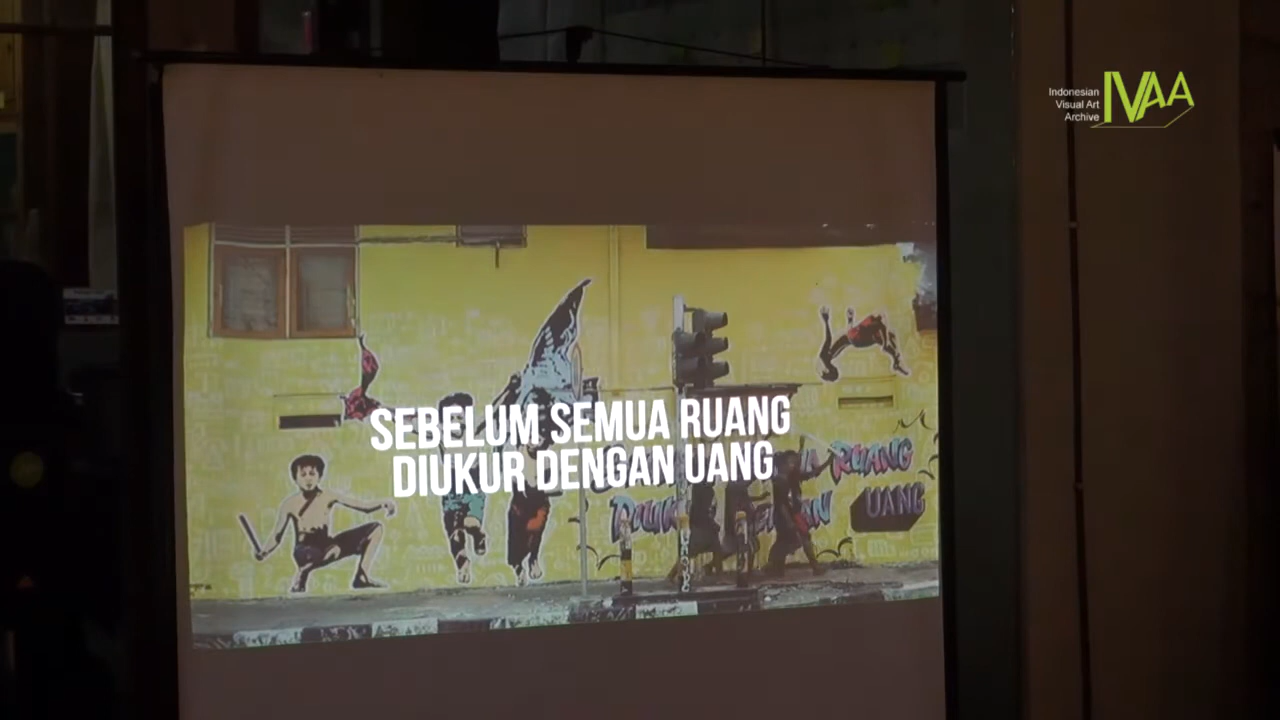 Indonesian
Visual Art
Archive
IVAA
SEBELUM SEMUA RUANG
DIUKUR DENGAN UANG
RUANG
UANG